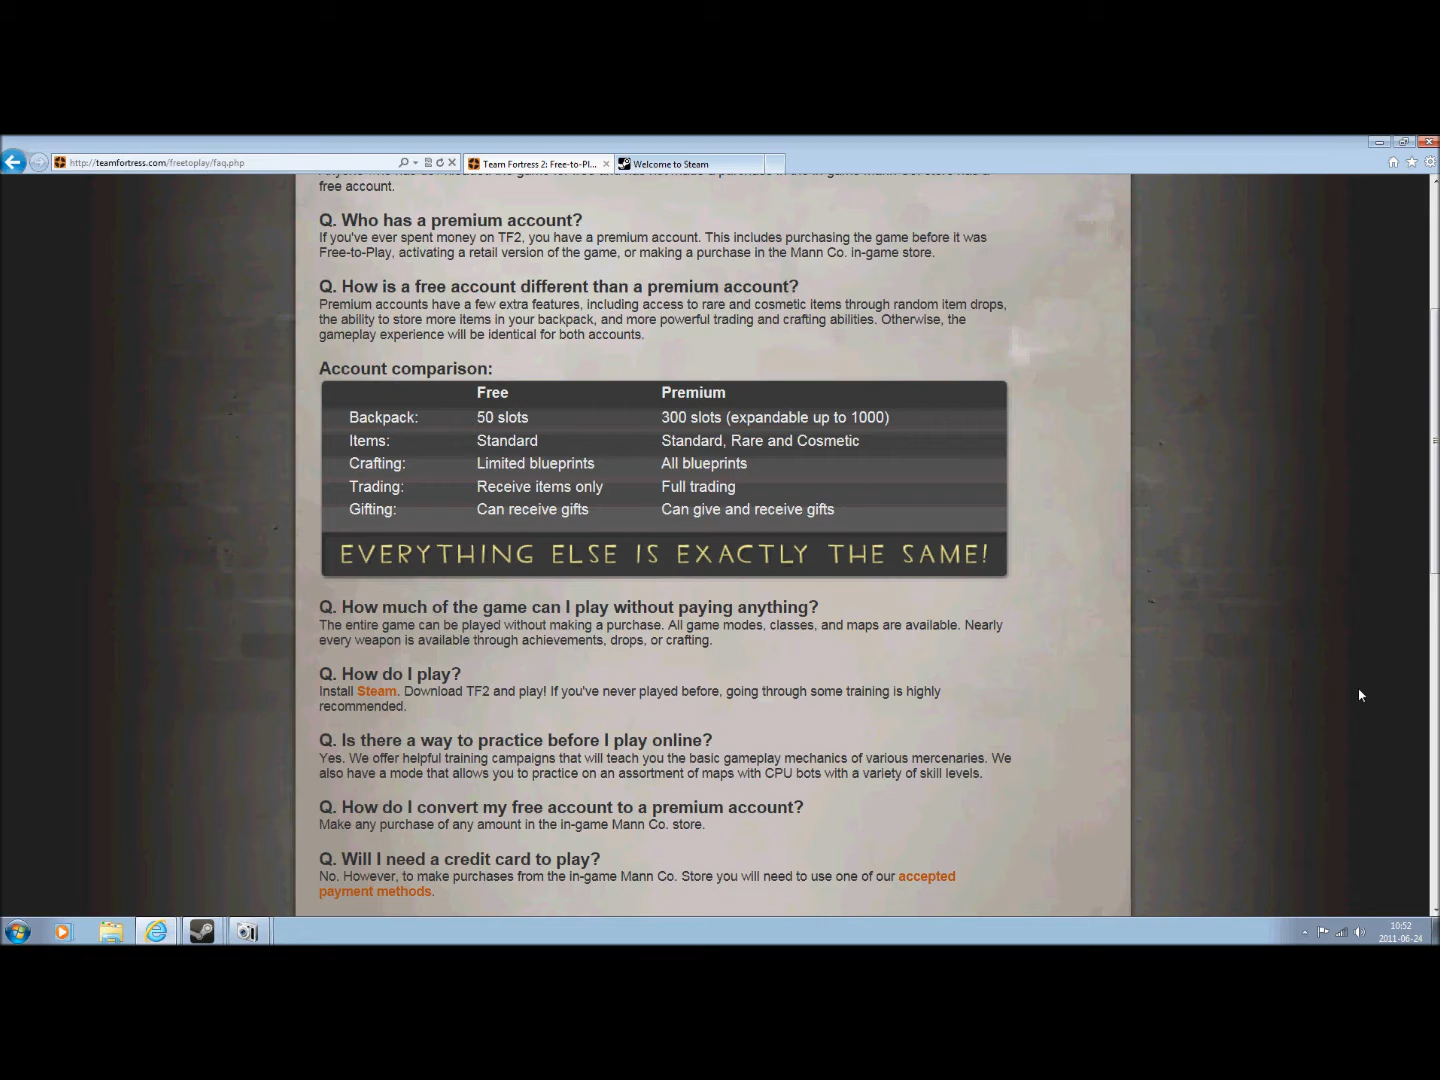 http://teamfortress.com/freetoplay/faq.php
Team Fortress 2: Free-to-Pl...
Welcome to Steam
free account.
Q. Who has a premium account?
If you've ever spent money on TF2, you have a premium account. This includes purchasing the game before it was
Free-to-Play, activating a retail version of the game, or making a purchase in the Mann Co. in-game store.
Q. How is a free account different than a premium account?
Premium accounts have a few extra features, including access to rare and cosmetic items through random item drops,
the ability to store more items in your backpack, and more powerful trading and crafting abilities. Otherwise, the
gameplay experience will be identical for both accounts.
Account comparison:
Free Premium
Backpack: 50 slots 300 slots (expandable up to 1000)
Items: Standard Standard, Rare and Cosmetic
Crafting: Limited blueprints All blueprints
Trading: Receive items only Full trading
Gifting: Can receive gifts Can give and receive gifts
EVERYTHING ELSE IS EXACTLY THE SAME!
Q. How much of the game can I play without paying anything?
The entire game can be played without making a purchase. All game modes, classes, and maps are available. Nearly
every weapon is available through achievements, drops, or crafting.
Q. How do I play?
Install Steam. Download TF2 and play! If you've never played before, going through some training is highly
recommended.
Q. Is there a way to practice before I play online?
Yes. We offer helpful training campaigns that will teach you the basic gameplay mechanics of various mercenaries. We
also have a mode that allows you to practice on an assortment of maps with CPU bots with a variety of skill levels.
Q. How do I convert my free account to a premium account?
Make any purchase of any amount in the in-game Mann Co. store.
Q. Will I need a credit card to play?
No. However, to make purchases from the in-game Mann Co. Store you will need to use one of our accepted
payment methods.
10:52
2011-06-24